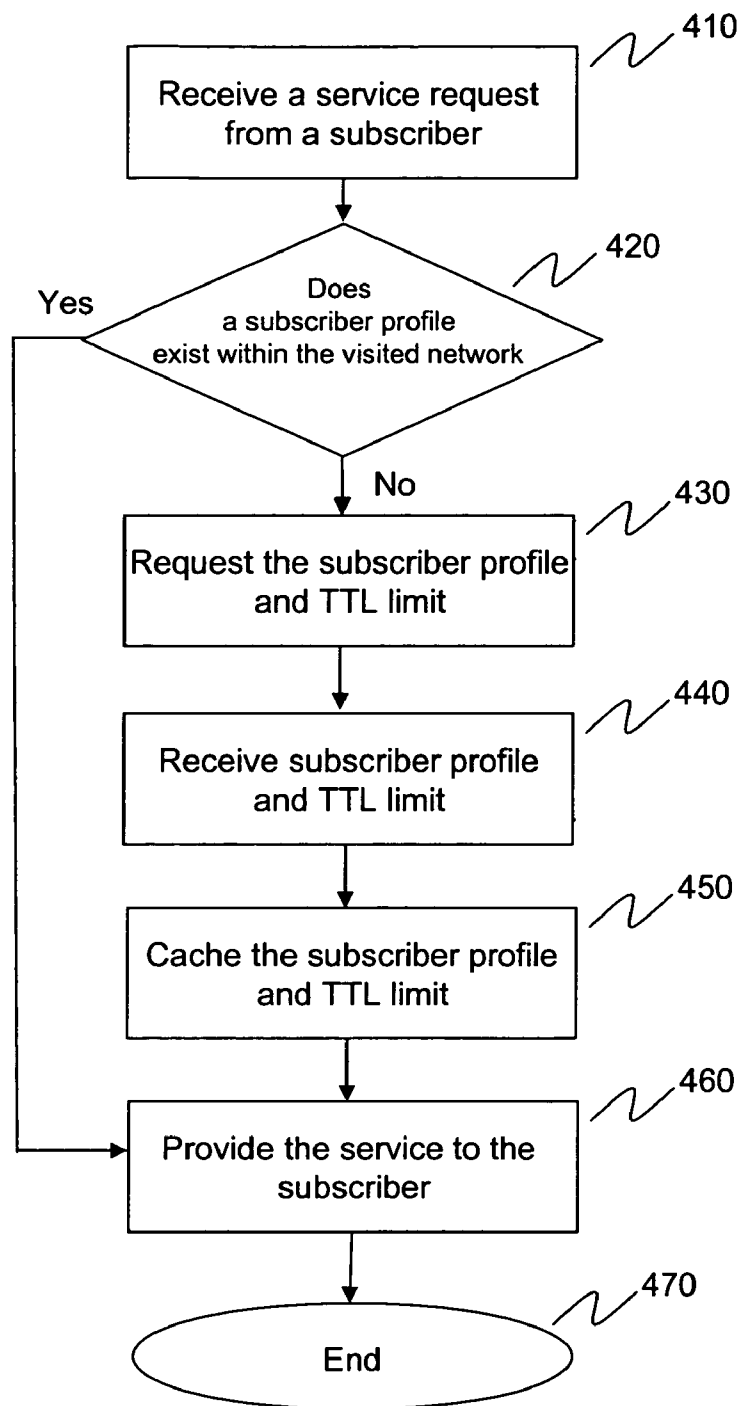 410
Receive a service request
from a subscriber
420
Yes
Does
a subscriber profile
exist within the visited network
No
430
Request the subscriber profile
and TTL limit
440
Receive subscriber profile
and TTL limit
450
Cache the subscriber profile
and TTL limit
460
Provide the service to the
subscriber
470
End